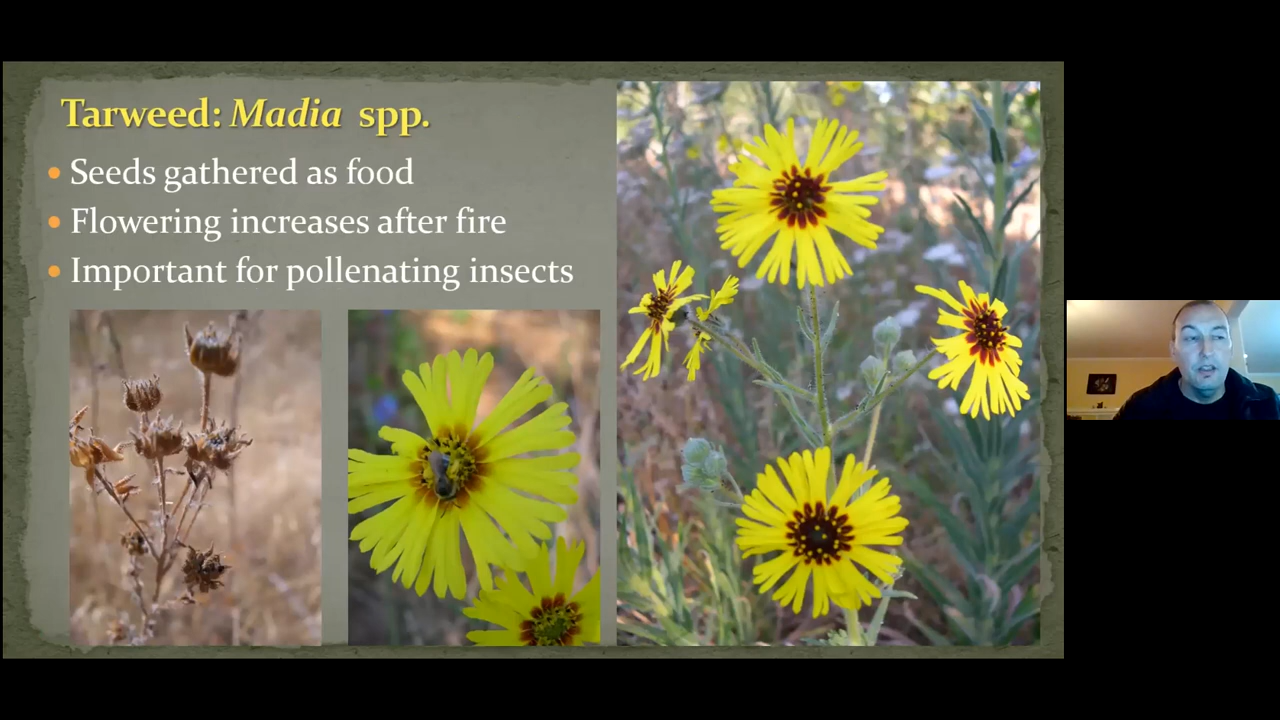 Tarweed: Madia spp.
• Seeds gathered as food
• Flowering increases after fire
• Important for pollenating insects